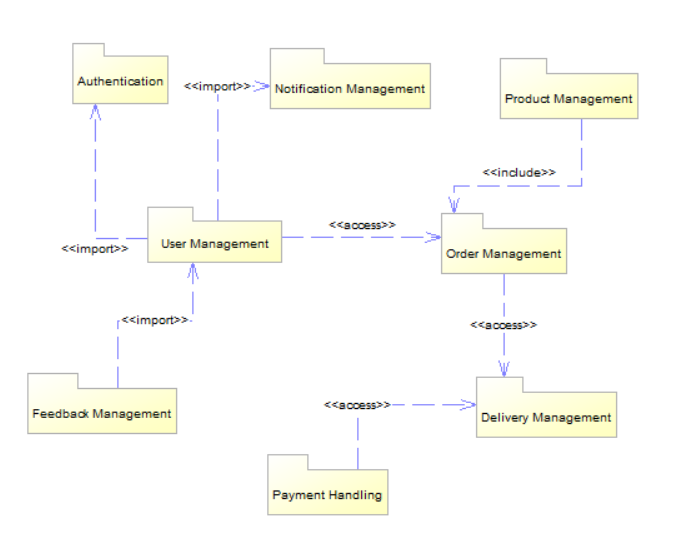 Authentication
<<import>>
Notification Management
Product Management
<<include>>
<<access>>
<<import>>
User Management
Order Management
<<import>>
<<access>>
Feedback Management
<<access>>
Delivery Management
Payment Handling